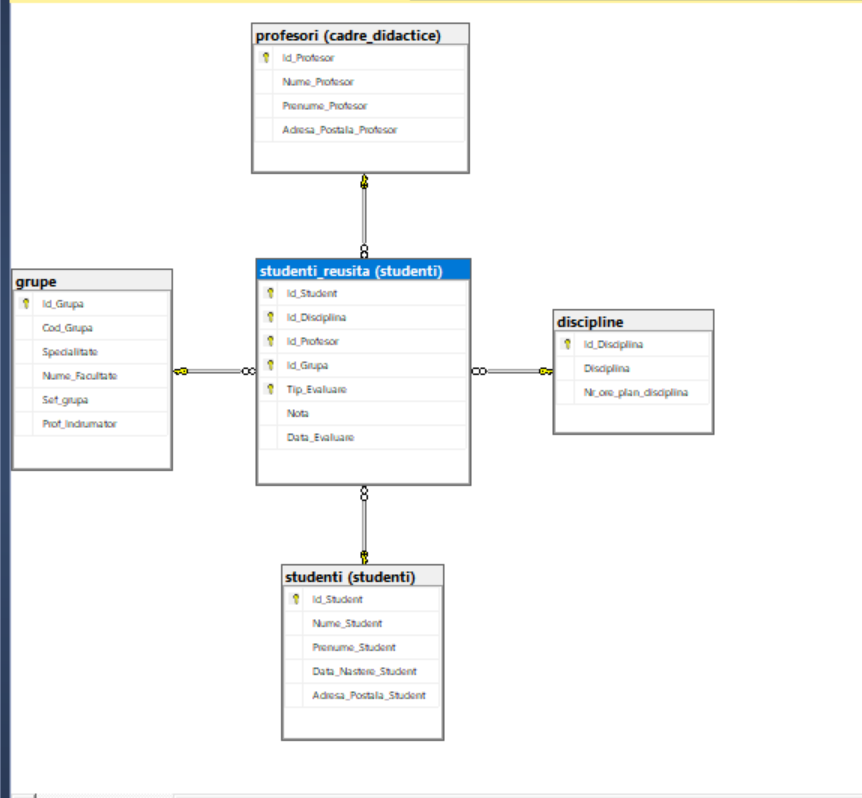 profesori (cadre_didactice)
Id_Profesor
Nume_Profesor
Prenume_Profesor
Adresa_Postala_Profesor
grupe
Id_Grupa
Cod_Grupa
Specialitate
Nume_Facultate
Sef_grupa
Prof_Indrumator
studenti_reusita (studenti)
Id_Student
Id_Disciplina
Id_Profesor
Id_Grupa
Tip_Evaluare
Nota
Data_Evaluare
discipline
Id_Disciplina
Disciplina
Nr_ore_plan_disciplina
studenti (studenti)
Id_Student
Nume_Student
Prenume_Student
Data_Nastere_Student
Adresa_Postala_Student